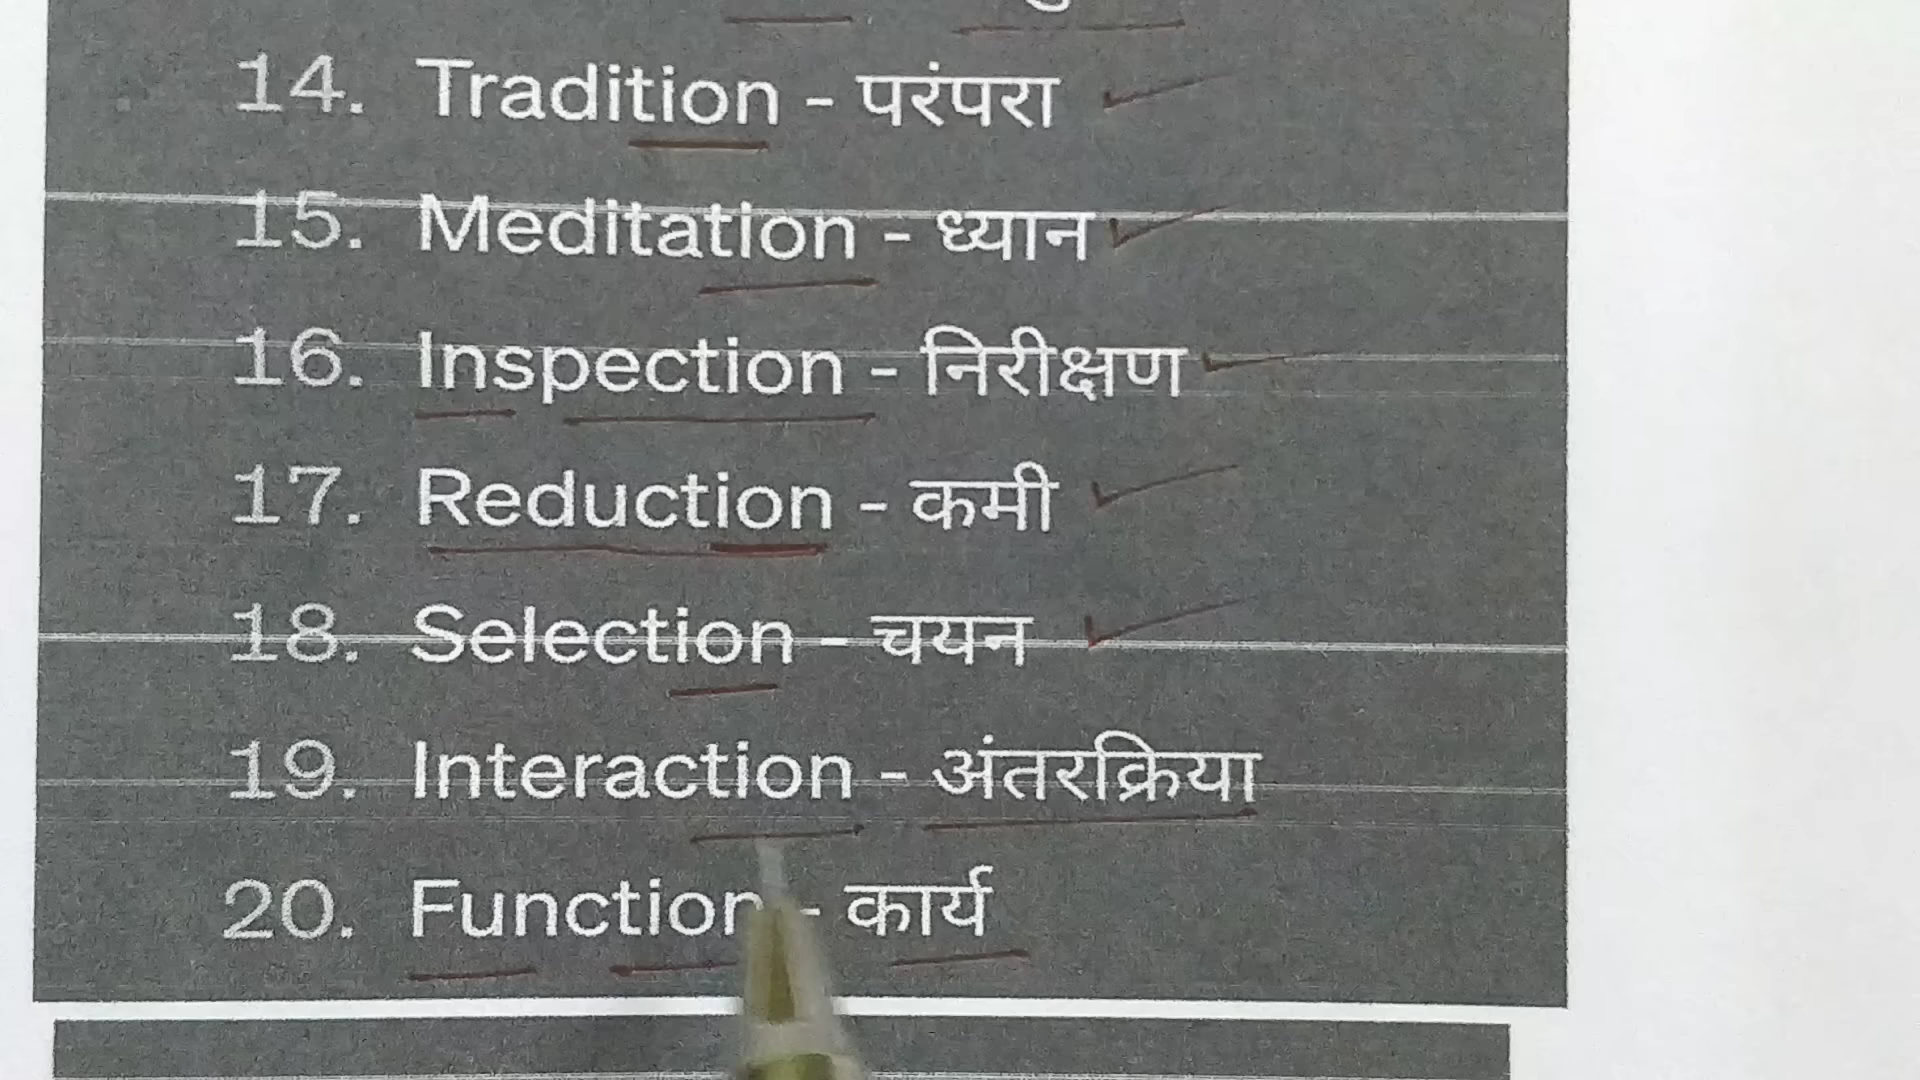 14. Tradition - परंपरा
15. Meditation - ध्यान
16. Inspection - निरीक्षण
17. Reduction - कमी
18. Selection - चयन
19. Interaction - अंतरक्रिया
20. Function - कार्य